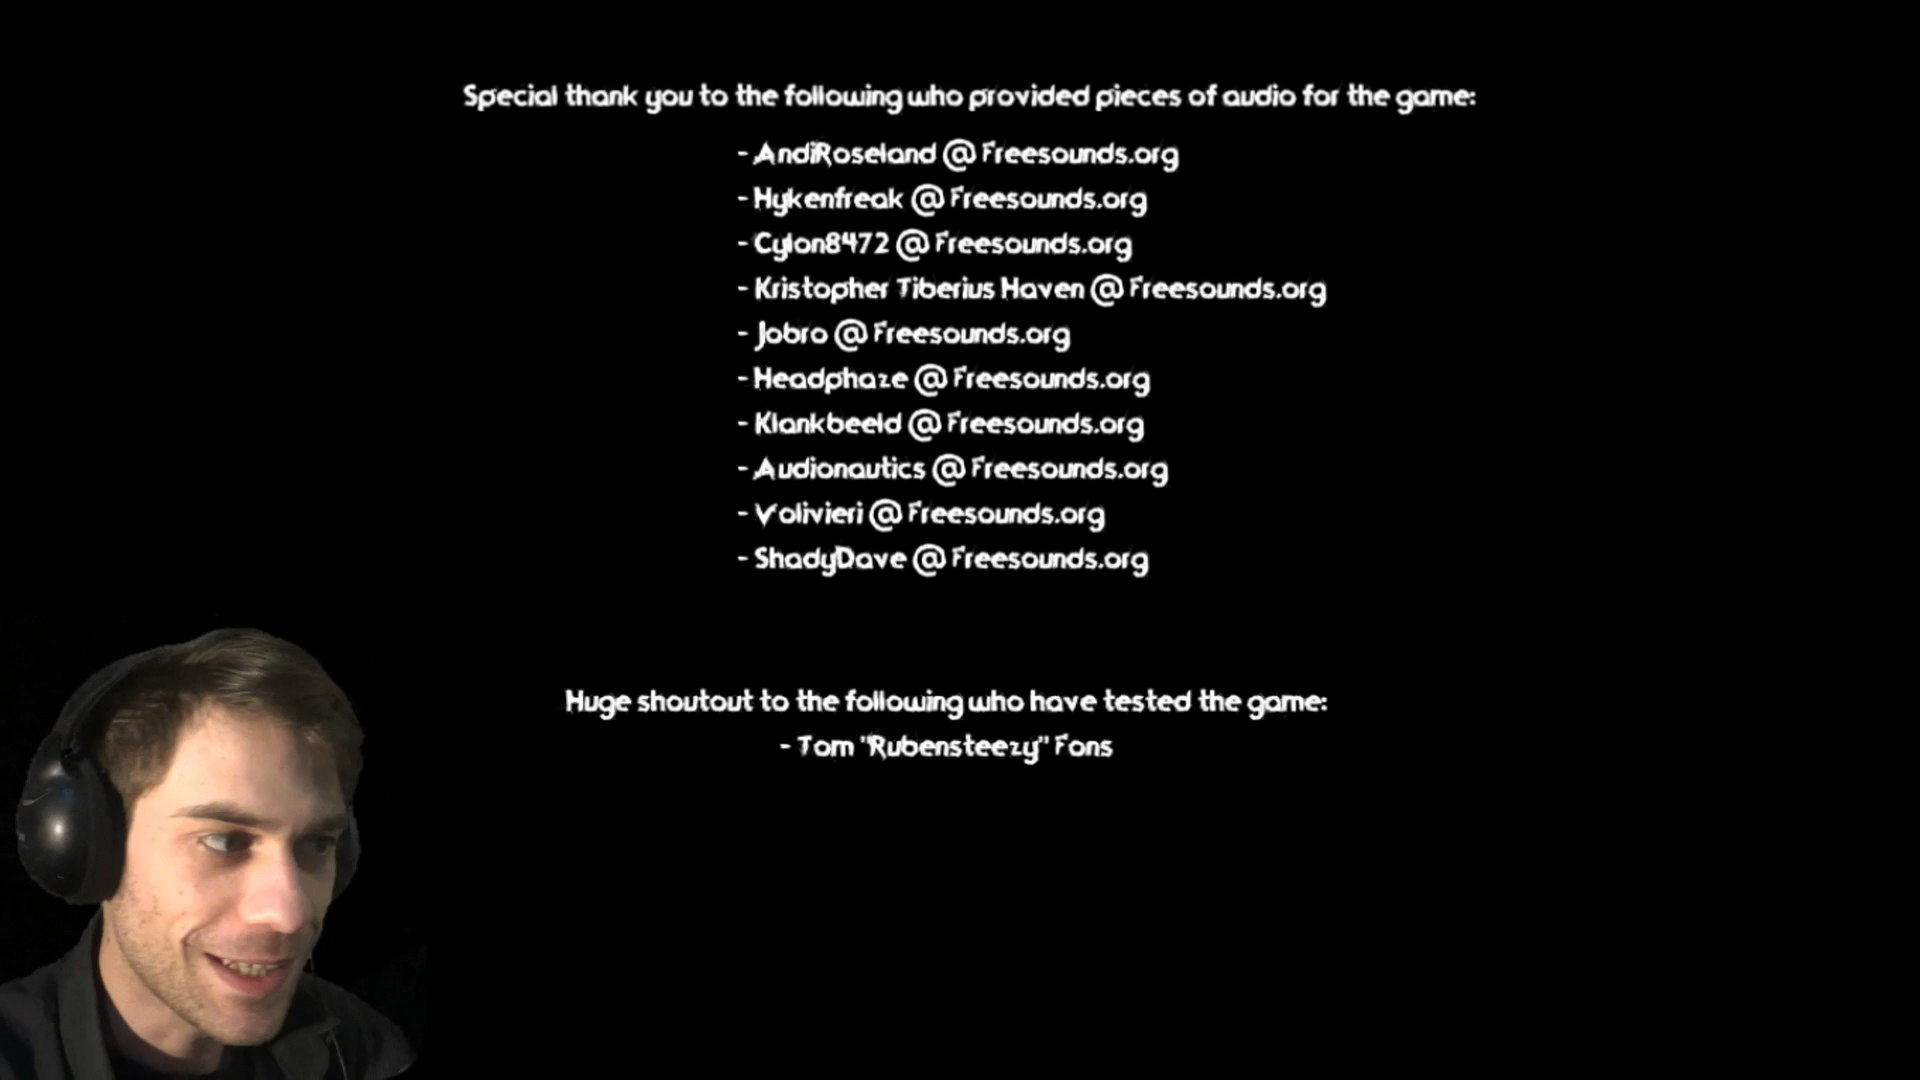 Special thank you to the following who provided pieces of audio for the game:
- AndiRoseland @ Freesounds.org
- Hykenfreak @ Freesounds.org
- Cylon8472 @ Freesounds.org
- Kristopher Tiberius Haven @ Freesounds.org
- Jobro @ Freesounds.org
- Headphaze @ Freesounds.org
- Klankbeeld @ Freesounds.org
- Audionautics @ Freesounds.org
- Volivieri @ Freesounds.org
- ShadyDave @ Freesounds.org
Huge shoutout to the following who have tested the game:
- Tom "Rubensteezy" Fons